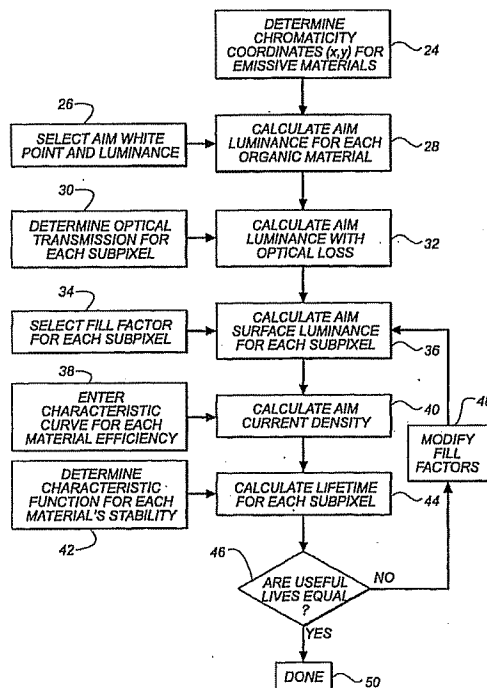 DETERMINE
CHROMATICITY
COORDINATES (x,y) FOR
EMISSIVE MATERIALS
24
26
SELECT AIM WHITE
POINT AND LUMINANCE
CALCULATE AIM
LUMINANCE FOR EACH
ORGANIC MATERIAL
28
30
DETERMINE OPTICAL
TRANSMISSION FOR
EACH SUBPIXEL
CALCULATE AIM
LUMINANCE WITH
OPTICAL LOSS
32
34
SELECT FILL FACTOR
FOR EACH SUBPIXEL
CALCULATE AIM
SURFACE LUMINANCE
FOR EACH SUBPIXEL
36
38
ENTER
CHARACTERISTIC
CURVE FOR EACH
MATERIAL EFFICIENCY
CALCULATE AIM
CURRENT DENSITY
40
48
MODIFY
FILL
FACTORS
DETERMINE
CHARACTERISTIC
FUNCTION FOR EACH
MATERIAL'S STABILITY
42
CALCULATE LIFETIME
FOR EACH SUBPIXEL
44
46
ARE USEFUL
LIVES EQUAL
?
NO
YES
DONE
50